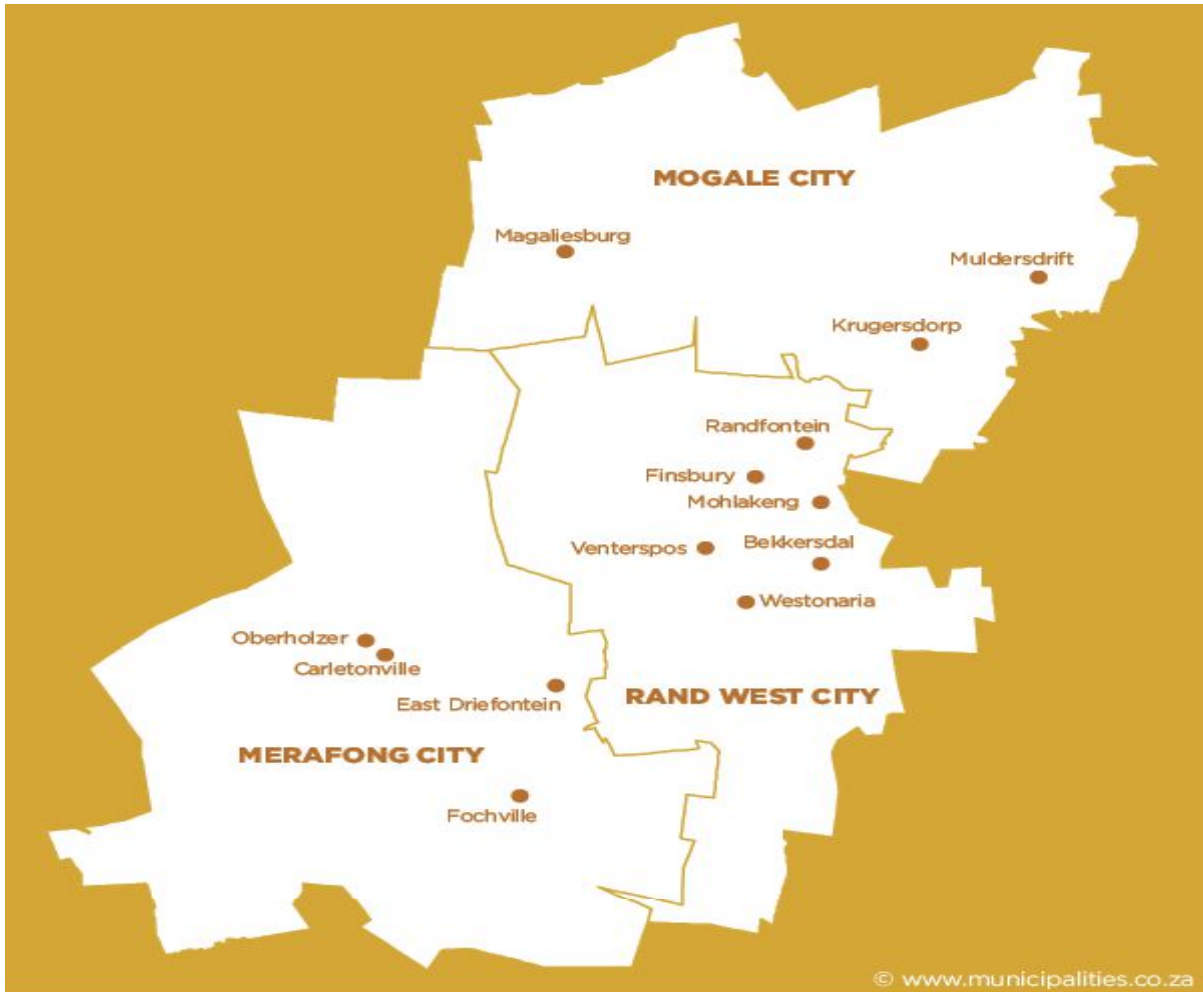 MOGALE CITY
Magaliesburg
Muldersdrift
Krugersdorp
Randfontein
Finsbury
Mohlakeng
Venterspos
Bekkersdal
Westonaria
Oberholzer
Carletonville
East Driefontein
RAND WEST CITY
MERAFONG CITY
Fochville
© www.municipalities.co.za